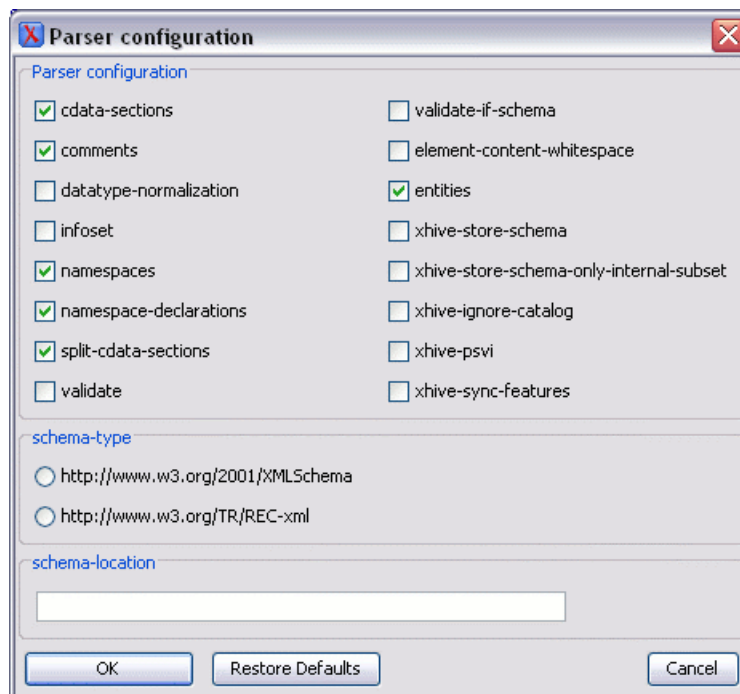 Parser configuration
Parser configuration
cdata-sections
validate-if-schema
comments
element-content-whitespace
datatype-normalization
entities
infoset
xhive-store-schema
namespaces
xhive-store-schema-only-internal-subset
namespace-declarations
xhive-ignore-catalog
split-cdata-sections
xhive-psvi
validate
xhive-sync-features
schema-type
http://www.w3.org/2001/XMLSchema
http://www.w3.org/TR/REC-xml
schema-location
OK
Restore Defaults
Cancel